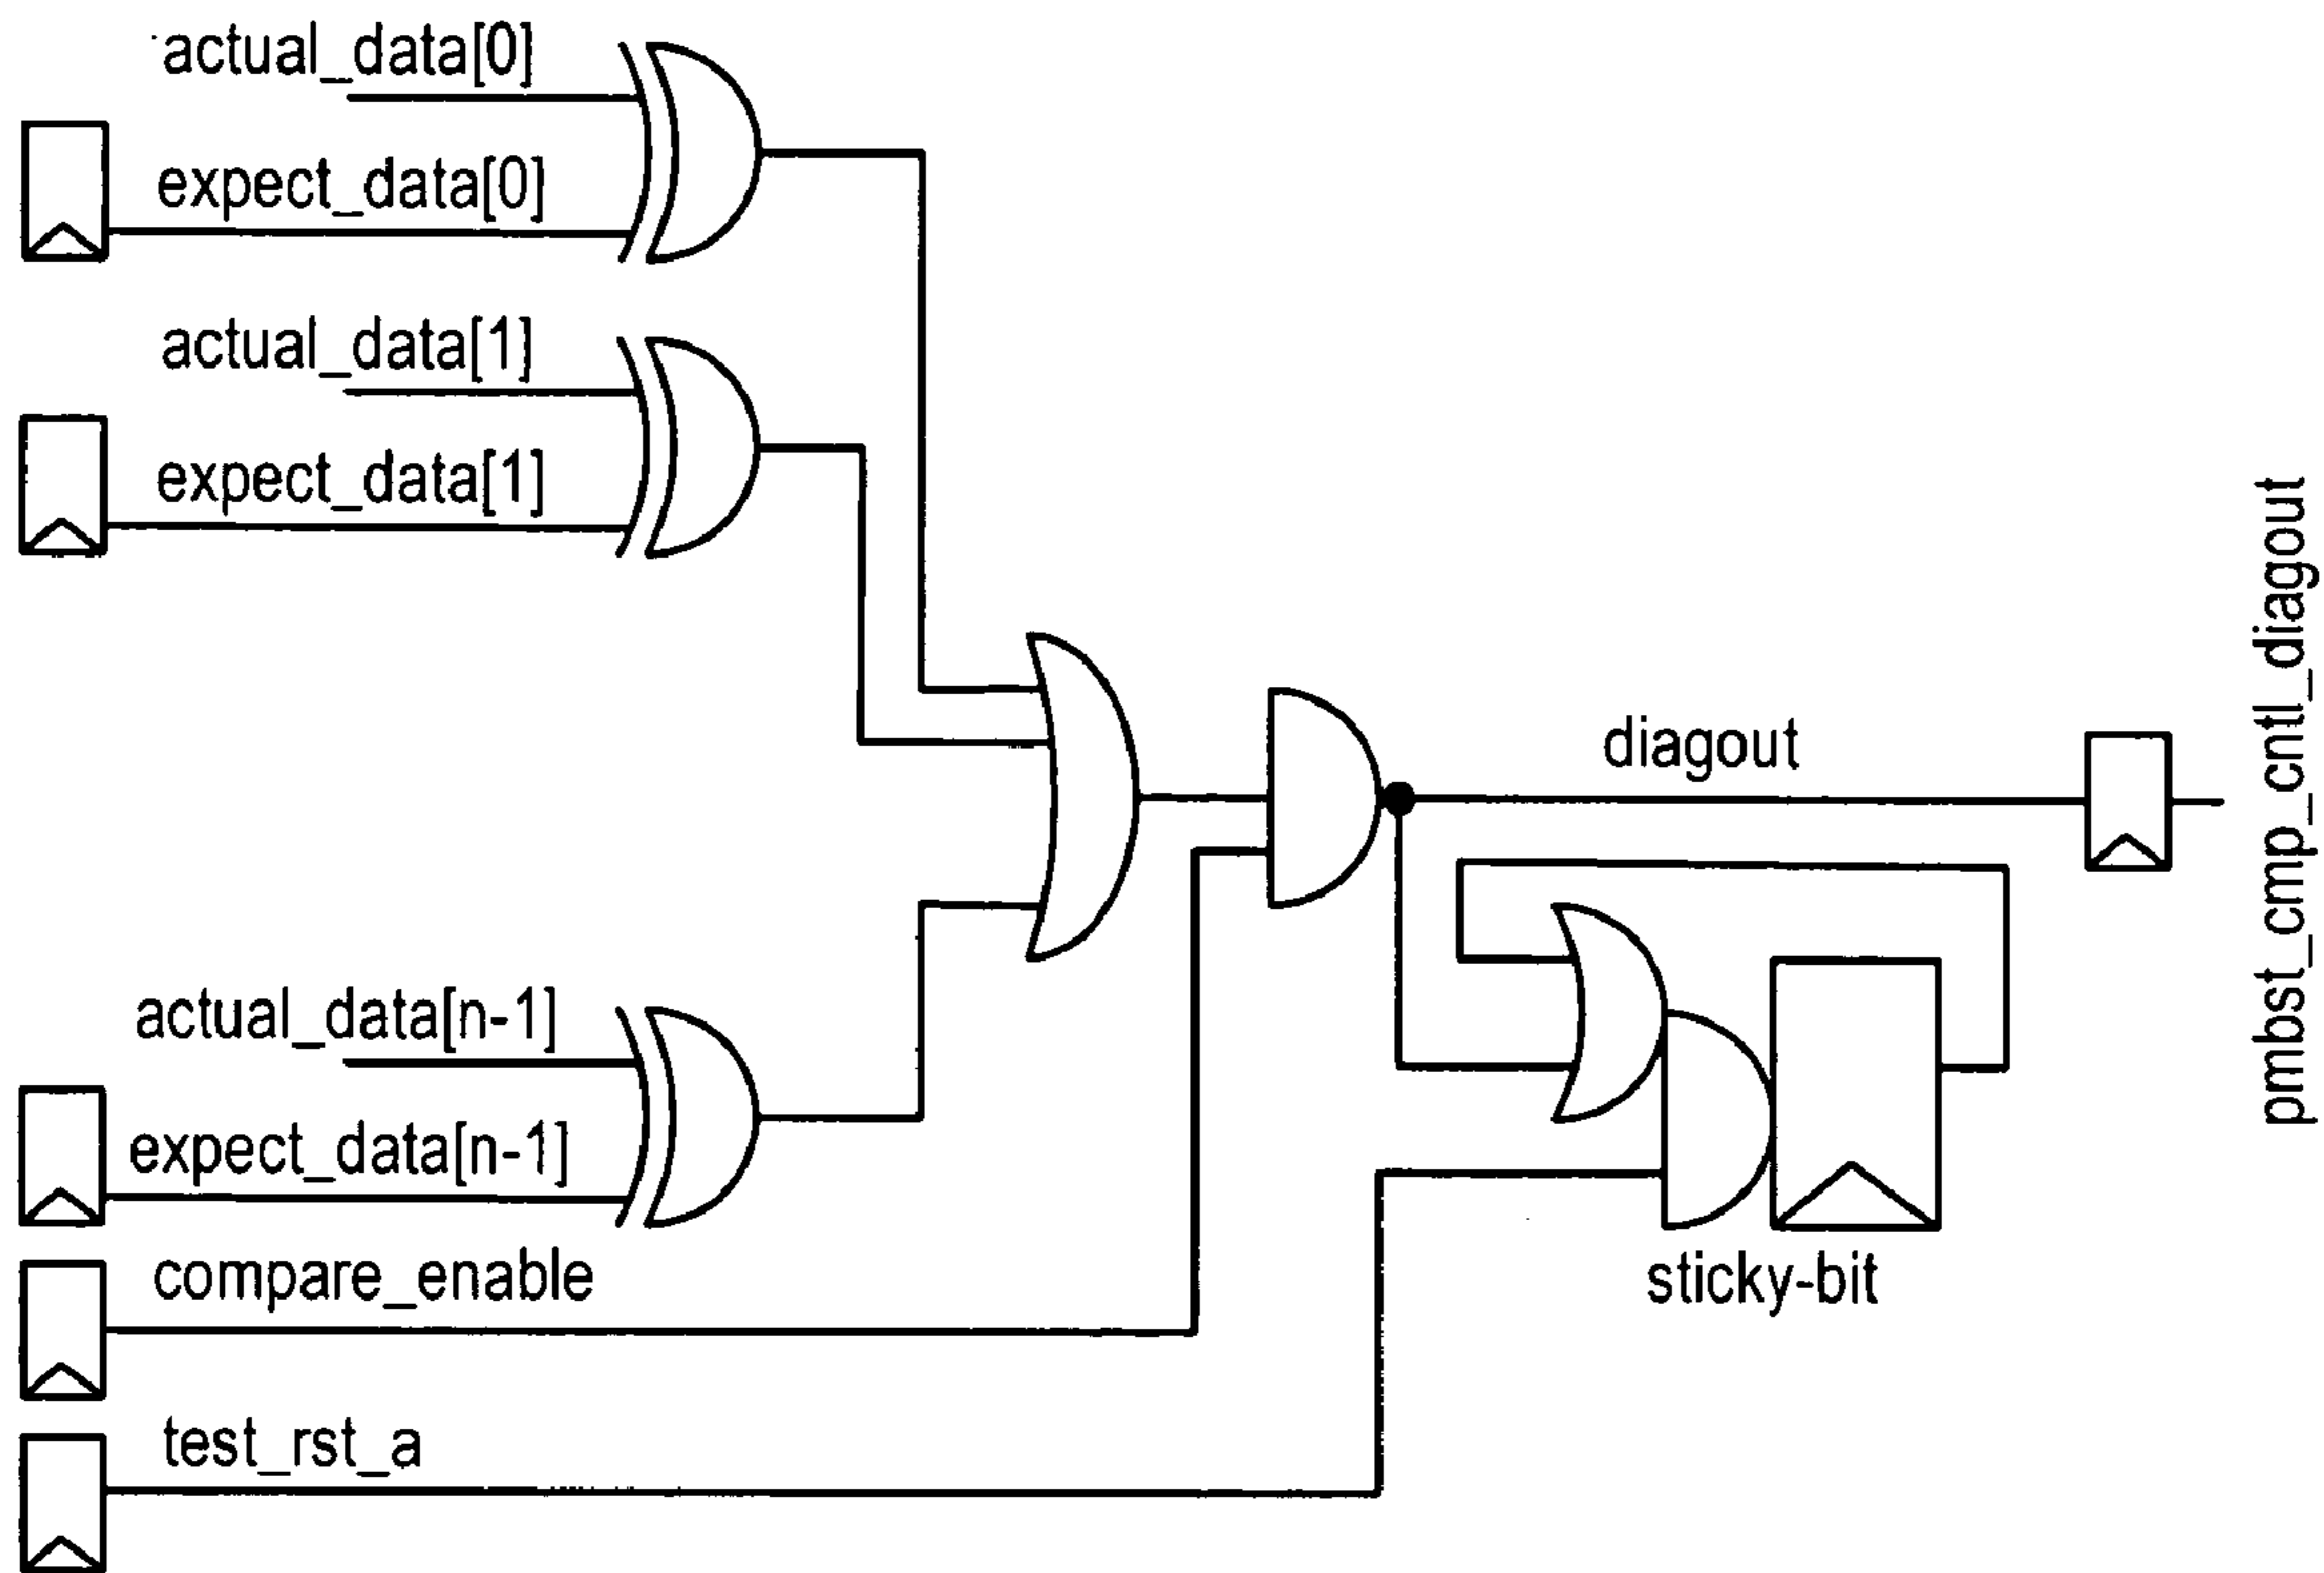 actual_data[0]
expect_data[0]
actual_data[1]
expect_data[1]
diagout
pmbst_cmp_cntl_diagout
actual_data[n-1]
expect_data[n-1]
compare_enable
sticky-bit
test_rst_a